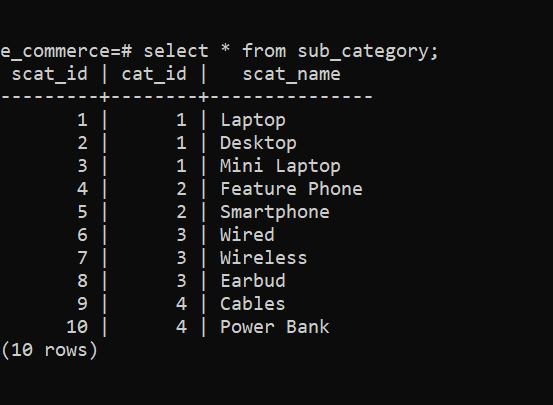 e_commerce=# select * from sub_category;
 scat_id | cat_id |   scat_name
---------+--------+---------------
       1 |      1 | Laptop
       2 |      1 | Desktop
       3 |      1 | Mini Laptop
       4 |      2 | Feature Phone
       5 |      2 | Smartphone
       6 |      3 | Wired
       7 |      3 | Wireless
       8 |      3 | Earbud
       9 |      4 | Cables
      10 |      4 | Power Bank
(10 rows)